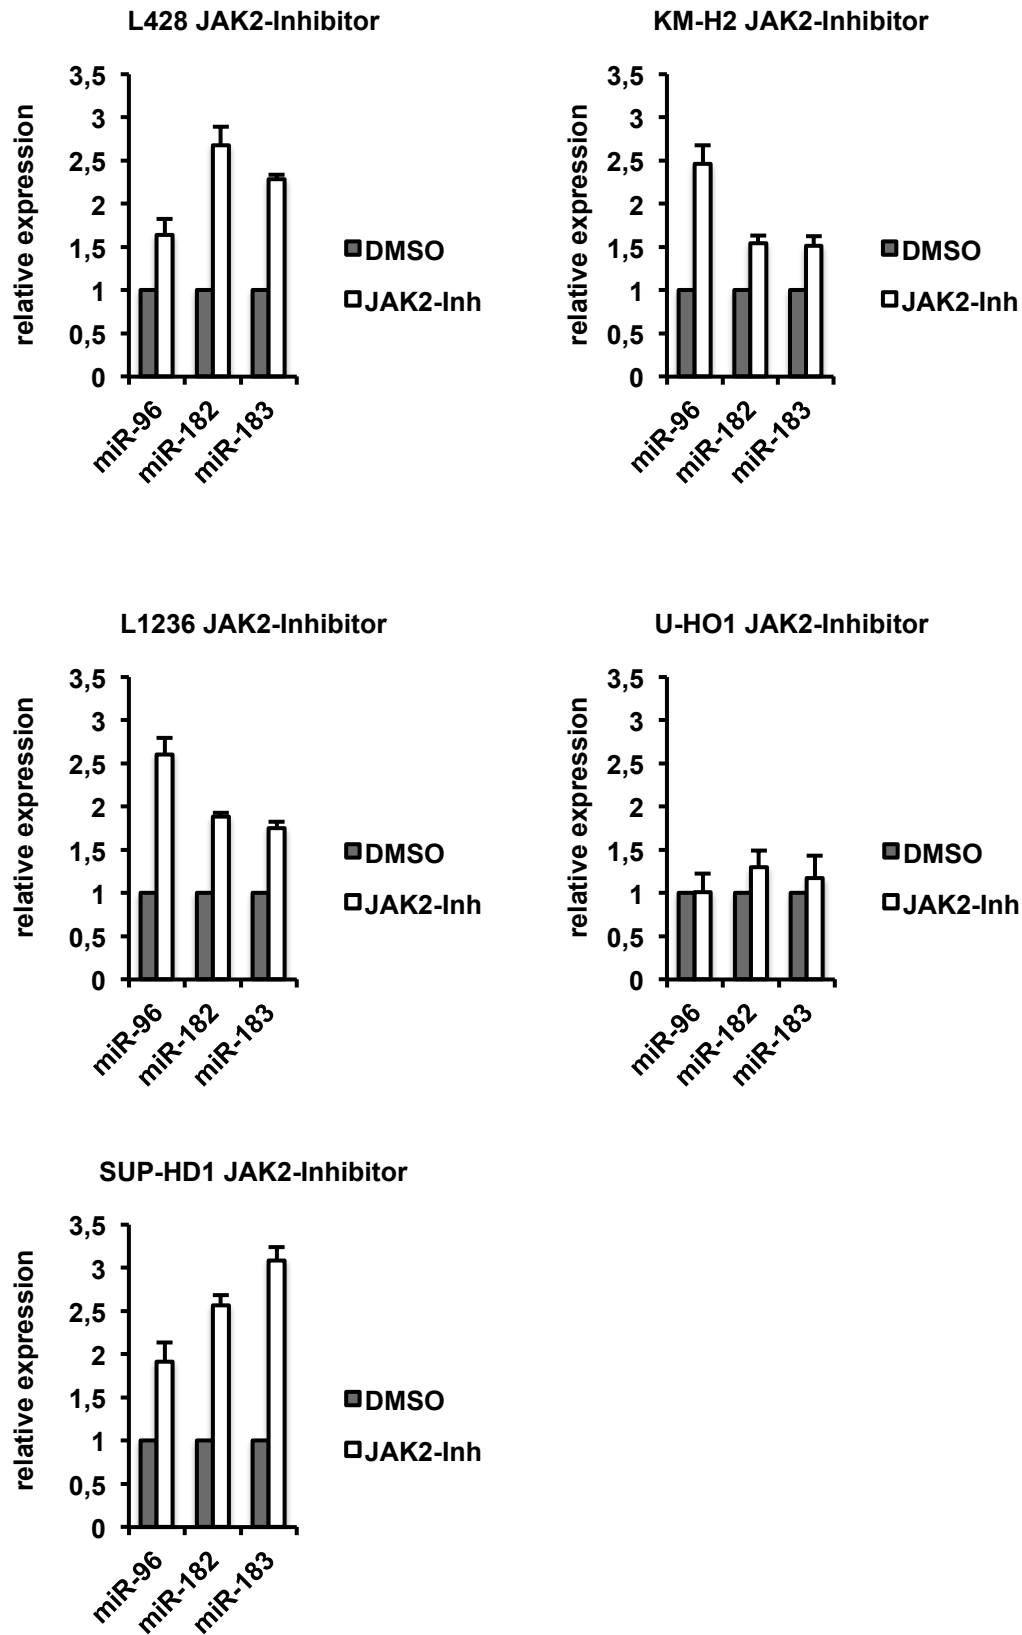 L428 JAK2-Inhibitor
relative expression
3,5
3
2,5
2
1,5
1
0,5
0
miR-96
miR-182
miR-183
DMSO
JAK2-Inh
KM-H2 JAK2-Inhibitor
relative expression
3,5
3
2,5
2
1,5
1
0,5
0
miR-96
miR-182
miR-183
DMSO
JAK2-Inh
L1236 JAK2-Inhibitor
relative expression
3,5
3
2,5
2
1,5
1
0,5
0
miR-96
miR-182
miR-183
DMSO
JAK2-Inh
U-HO1 JAK2-Inhibitor
relative expression
3,5
3
2,5
2
1,5
1
0,5
0
miR-96
miR-182
miR-183
DMSO
JAK2-Inh
SUP-HD1 JAK2-Inhibitor
relative expression
3,5
3
2,5
2
1,5
1
0,5
0
miR-96
miR-182
miR-183
DMSO
JAK2-Inh